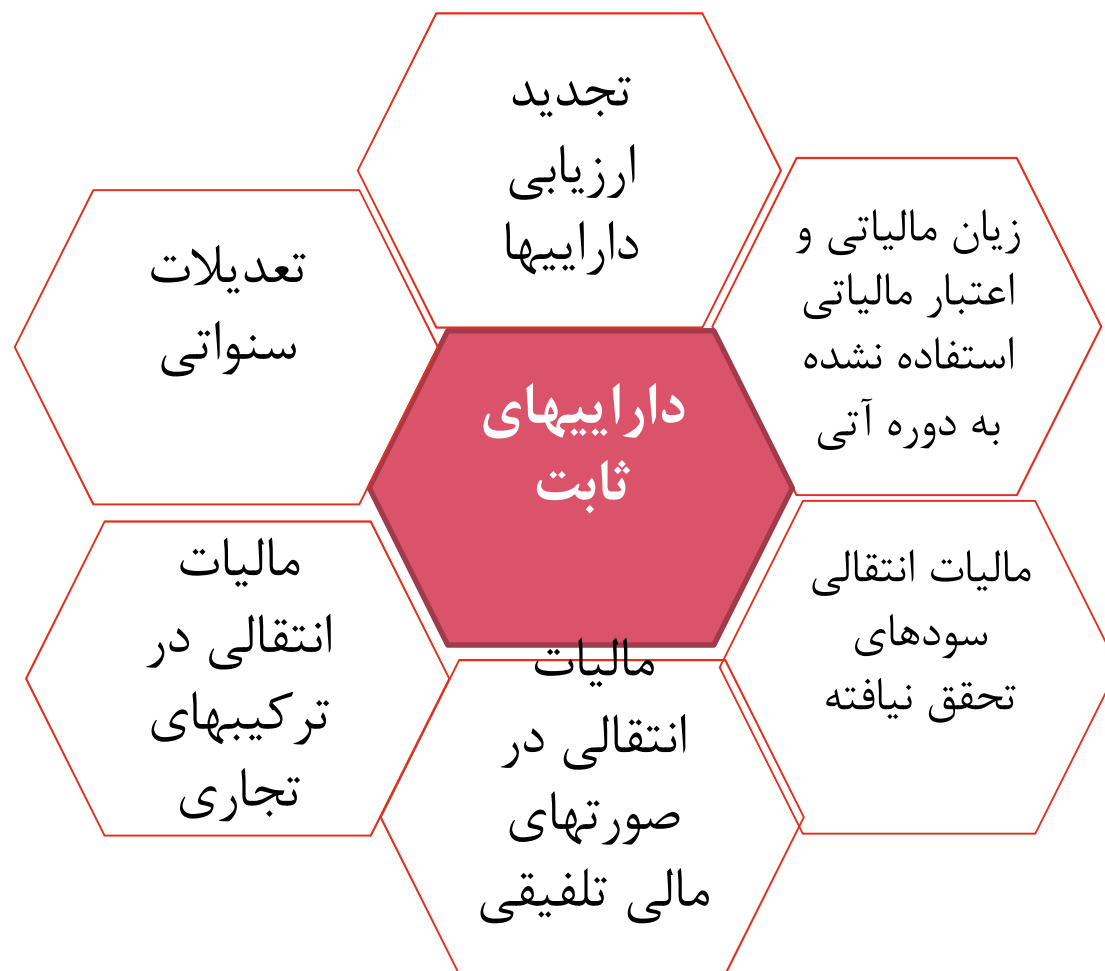 تجدید
ارزیابی
داراییها
زیان مالیاتی و
اعتبار مالیاتی
استفاده نشده
به دوره آتی
تعدیلات
سنواتی
داراییهای
ثابت
مالیات انتقالی
سودهای
تحقق نیافته
مالیات
انتقالی در
ترکیبهای
تجاری
مالیات
انتقالی در
صورتهای
مالی تلفیقی